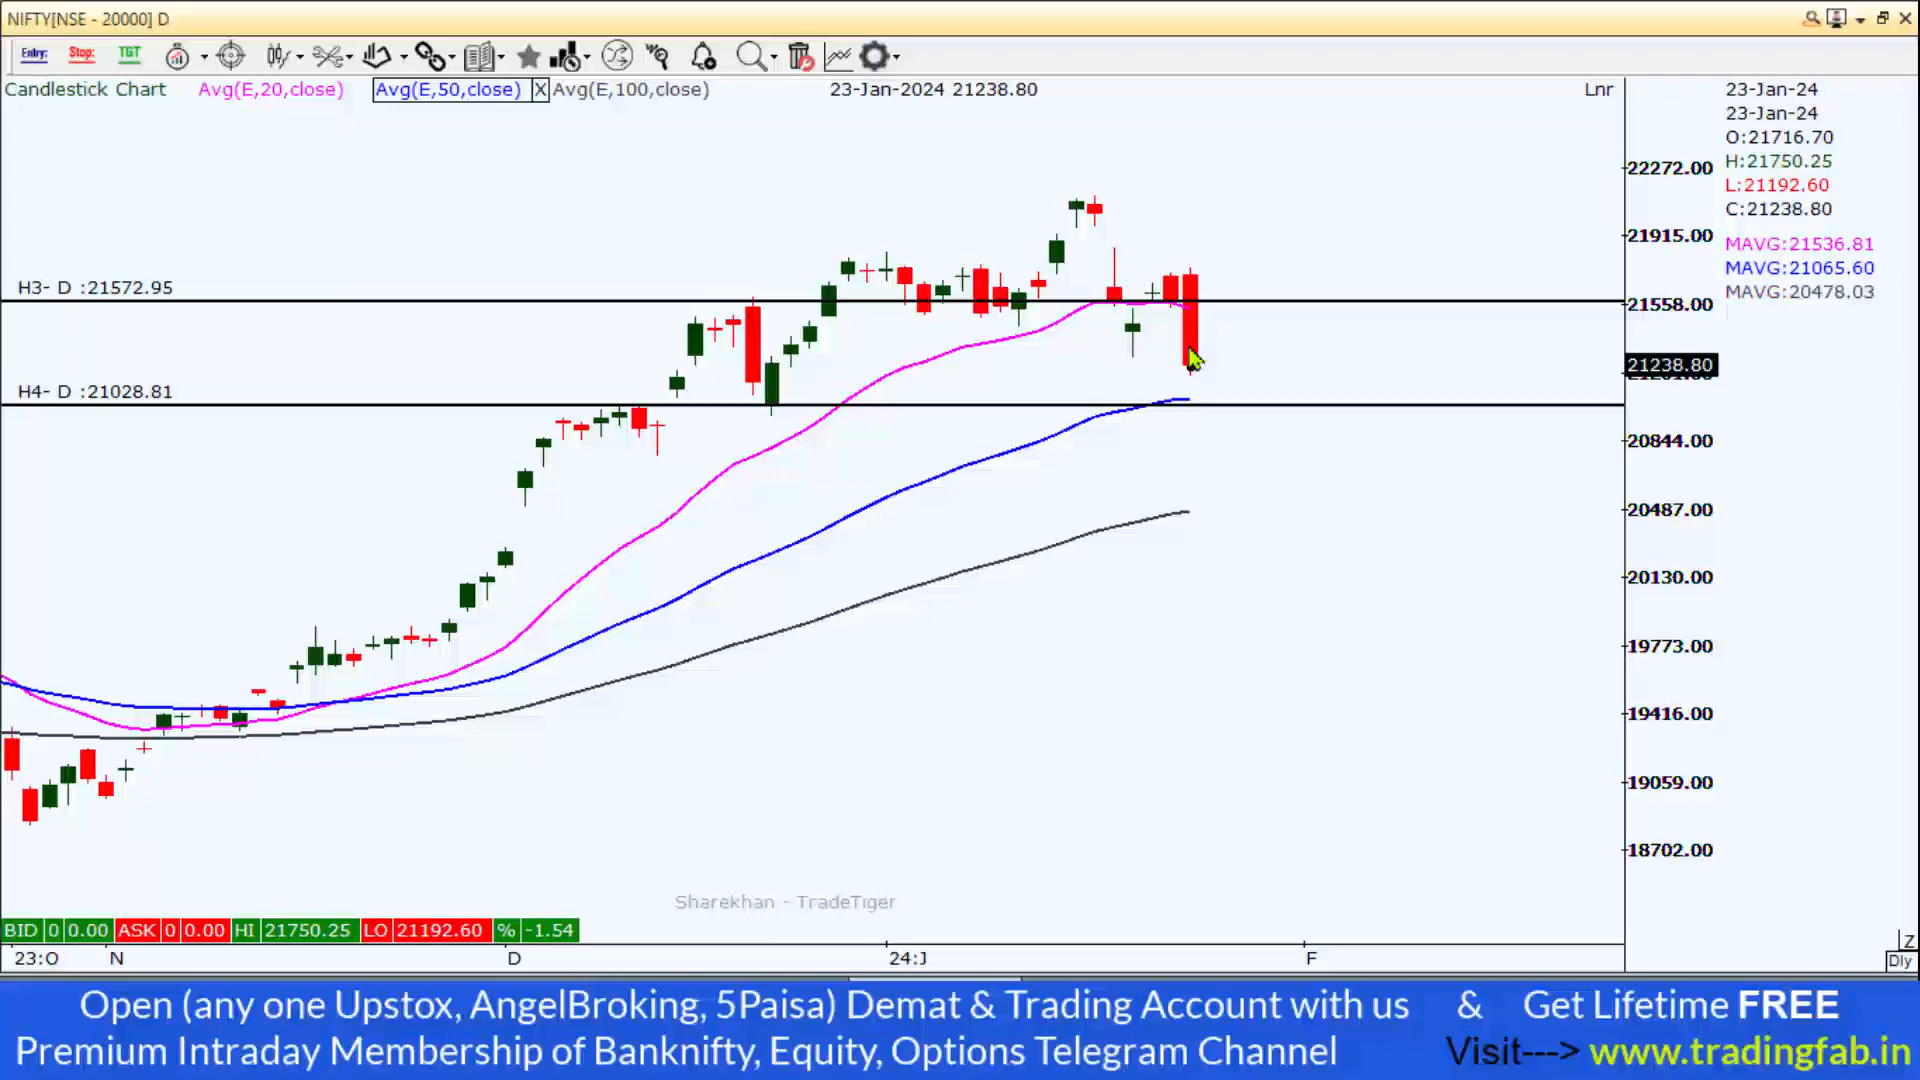 NIFTY[NSE - 20000] D
Entry: Stop: TGT
Candlestick Chart Avg(E,20,close) Avg(E,50,close) X Avg(E,100,close) 23-Jan-2024 21238.80 Lnr
23-Jan-24
23-Jan-24
O:21716.70
H:21750.25
L:21192.60
C:21238.80
MAVG:21536.81
MAVG:21065.60
MAVG:20478.03
22272.00
21915.00
H3- D :21572.95
21558.00
21238.80
H4- D :21028.81
20844.00
20487.00
20130.00
19773.00
19416.00
19059.00
18702.00
Sharekhan - TradeTiger
BID 0 0.00 ASK 0 0.00 HI 21750.25 LO 21192.60 % -1.54
Z
23:O N D 24:J F
Dly
Open (any one Upstox, AngelBroking, 5Paisa) Demat & Trading Account with us & Get Lifetime FREE
Premium Intraday Membership of Banknifty, Equity, Options Telegram Channel Visit---> www.tradingfab.in